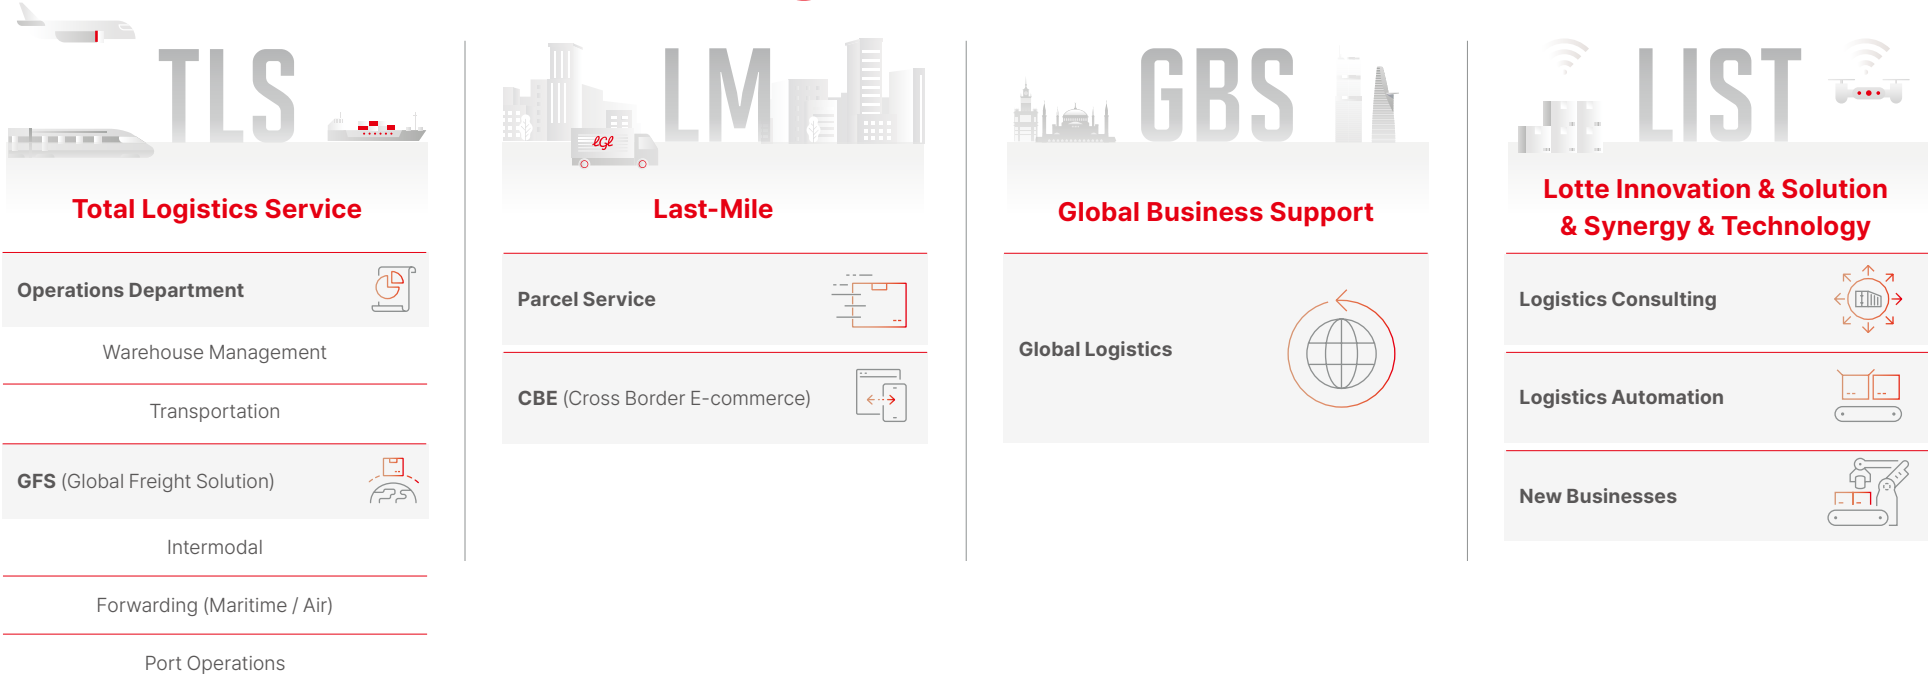 TLS
Total Logistics Service
Operations Department
Warehouse Management
Transportation
GFS (Global Freight Solution)
Intermodal
Forwarding (Maritime / Air)
Port Operations
LM
lGl
Last-Mile
Parcel Service
CBE (Cross Border E-commerce)
GBS
Global Business Support
Global Logistics
LIST
Lotte Innovation & Solution
& Synergy & Technology
Logistics Consulting
Logistics Automation
New Businesses